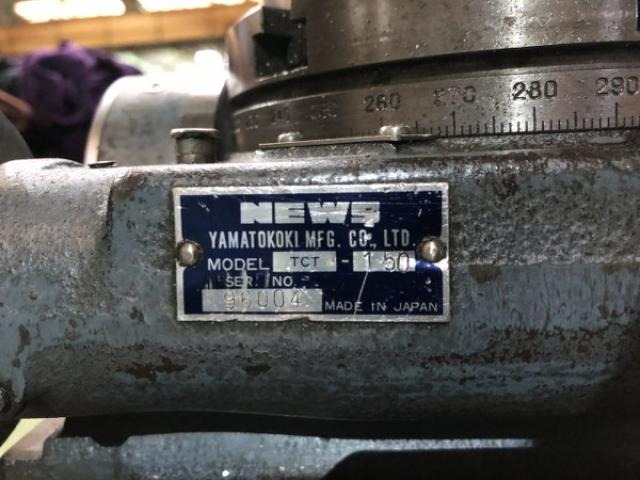 260 270 280 290
NEWS
YAMATOKOKI MFG. CO., LTD.
MODEL TCT - 150
SER. NO.
96004
MADE IN JAPAN